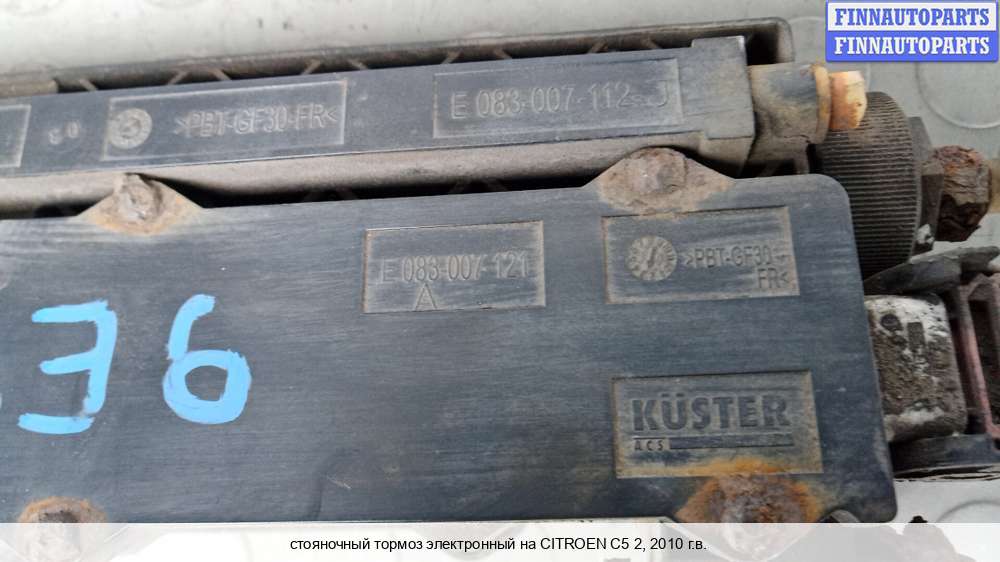 FINNAUTOPARTS
FINNAUTOPARTS
>PBT-GF30-FR<
E 083-007-112 J
E 083-007-121
A
>PBT-GF30-
FR<
36
KÜSTER
ACS
стояночный тормоз электронный на CITROEN C5 2, 2010 г.в.